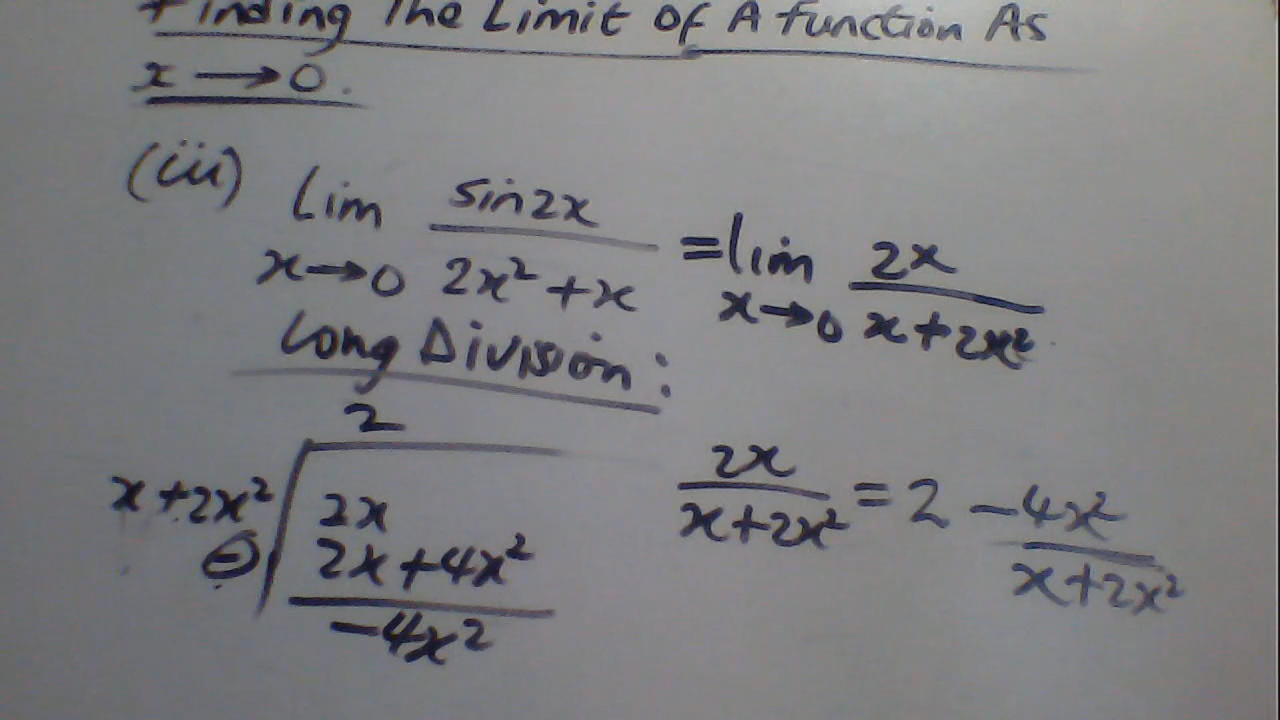 Finding The Limit Of A function As
x → 0.
(iii) Lim x→0 sin2x / 2x² + x = lim x→0 2x / x + 2x²
Long Division:
2
x + 2x² 2x
⊖ 2x + 4x²
-4x²
2x / x + 2x² = 2 - 4x² / x + 2x²